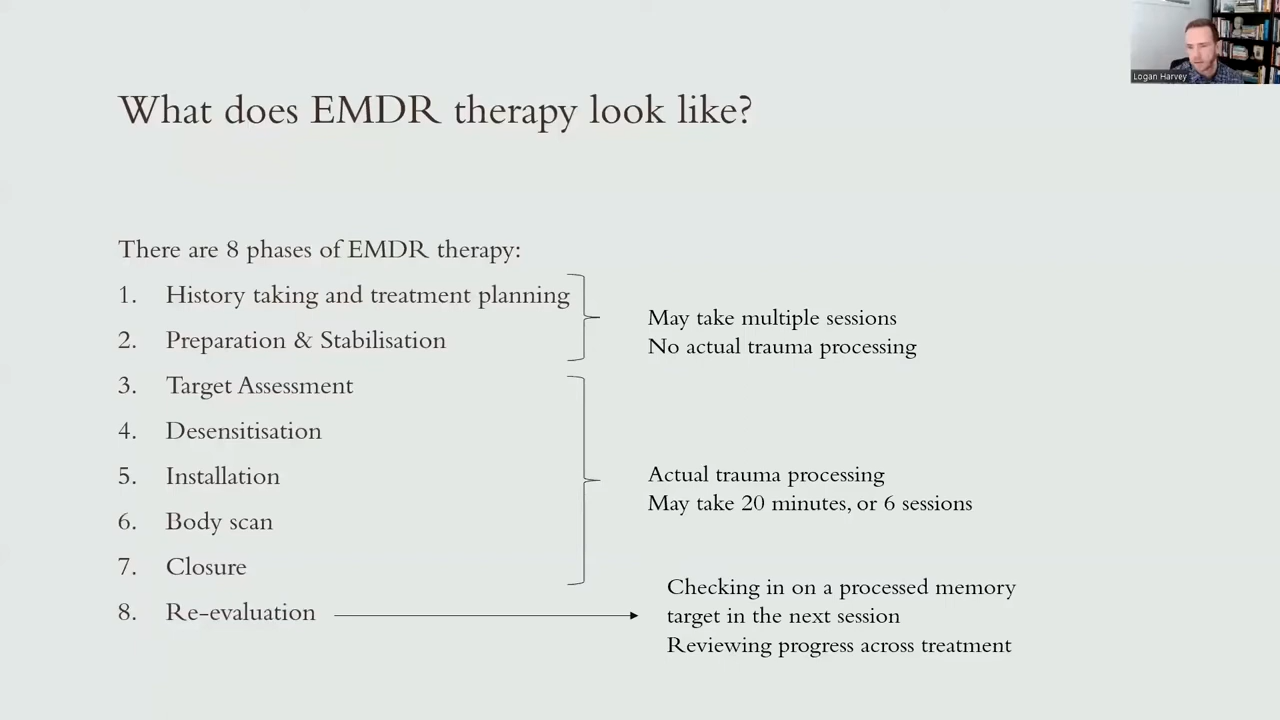 Logan Harvey
What does EMDR therapy look like?
There are 8 phases of EMDR therapy:
1. History taking and treatment planning
2. Preparation & Stabilisation
May take multiple sessions
No actual trauma processing
3. Target Assessment
4. Desensitisation
5. Installation
6. Body scan
7. Closure
Actual trauma processing
May take 20 minutes, or 6 sessions
8. Re-evaluation
Checking in on a processed memory
target in the next session
Reviewing progress across treatment